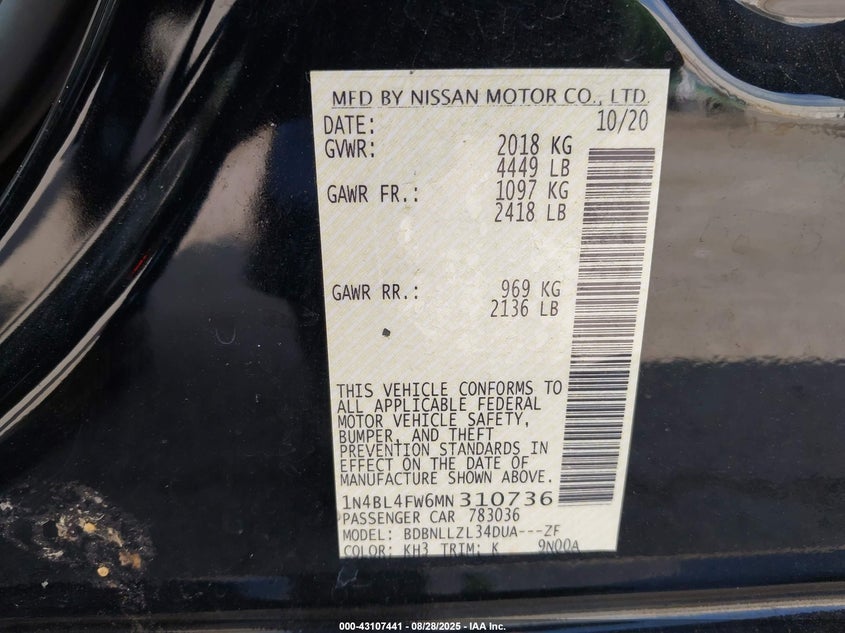 MFD BY NISSAN MOTOR CO., LTD.
DATE: 10/20
GVWR: 2018 KG
4449 LB
GAWR FR.: 1097 KG
2418 LB
GAWR RR.: 969 KG
2136 LB
THIS VEHICLE CONFORMS TO
ALL APPLICABLE FEDERAL
MOTOR VEHICLE SAFETY,
BUMPER, AND THEFT
PREVENTION STANDARDS IN
EFFECT ON THE DATE OF
MANUFACTURE SHOWN ABOVE.
1N4BL4FW6MN310736
PASSENGER CAR 783036
MODEL: BDBNLLZL34DUA---ZF
COLOR: KH3 TRIM: K 9N00A
000-43107441 - 08/28/2025 - IAA Inc.